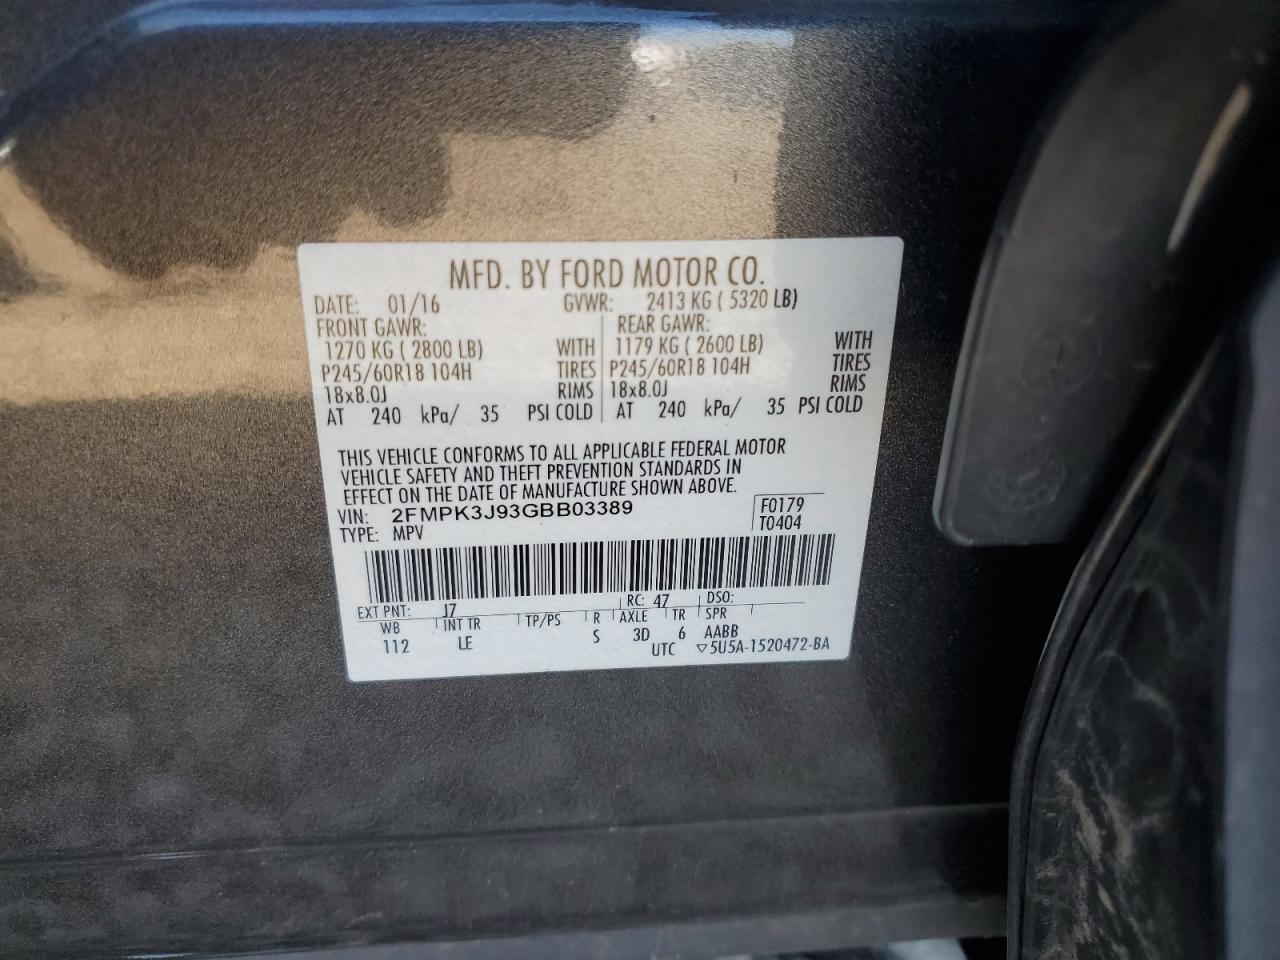 MFD. BY FORD MOTOR CO.
DATE: 01/16 GVWR: 2413 KG ( 5320 LB)
FRONT GAWR: REAR GAWR:
1270 KG ( 2800 LB) WITH 1179 KG ( 2600 LB) WITH
P245/60R18 104H TIRES P245/60R18 104H TIRES
18x8.0J RIMS 18x8.0J RIMS
AT 240 kPa/ 35 PSI COLD AT 240 kPa/ 35 PSI COLD
THIS VEHICLE CONFORMS TO ALL APPLICABLE FEDERAL MOTOR
VEHICLE SAFETY AND THEFT PREVENTION STANDARDS IN
EFFECT ON THE DATE OF MANUFACTURE SHOWN ABOVE.
VIN: 2FMPK3J93GBB03389 F0179
TYPE: MPV T0404
EXT PNT: J7 RC: 47 DSO:
WB INT TR TP/PS R AXLE TR SPR
112 LE S 3D 6 AABB
UTC ▽5U5A-1520472-BA